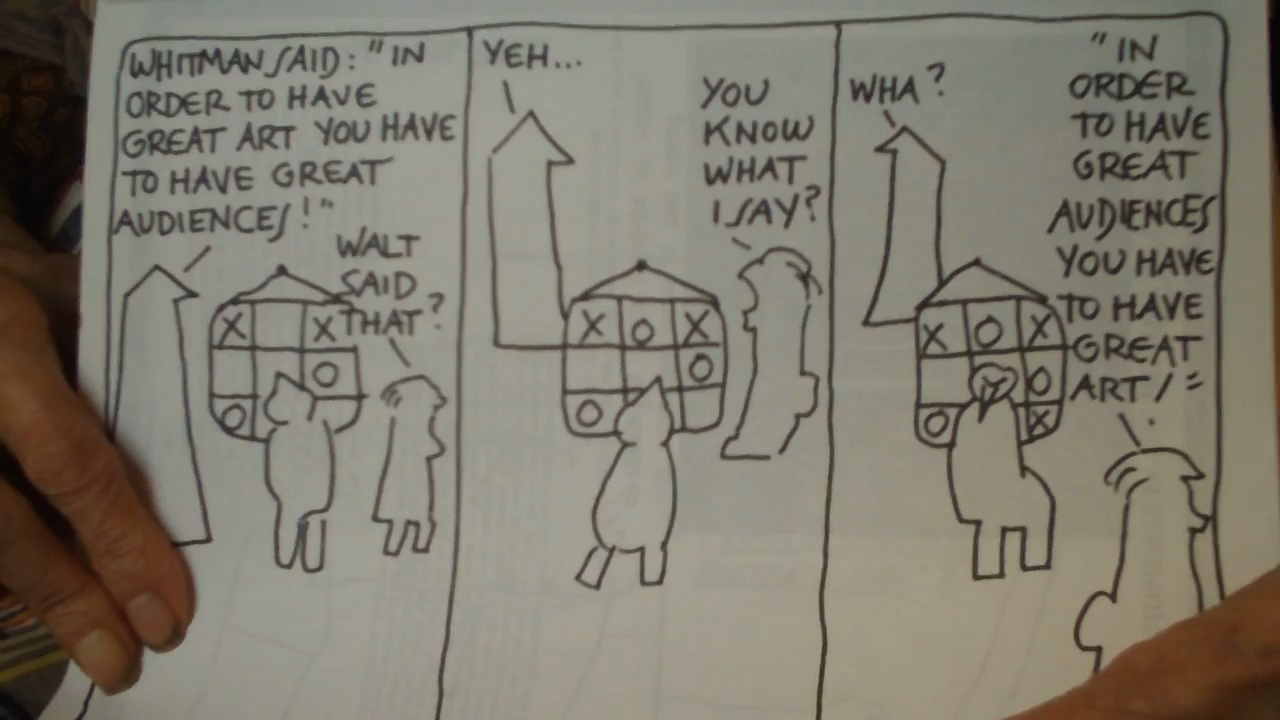 WHITMAN SAID: "IN
ORDER TO HAVE
GREAT ART YOU HAVE
TO HAVE GREAT
AUDIENCES!"
WALT
SAID
THAT?
X X
O
O
YEH...
YOU
KNOW
WHAT
I SAY?
X O X
O
O
WHA?
"IN
ORDER
TO HAVE
GREAT
AUDIENCES
YOU HAVE
TO HAVE
GREAT
ART!"
X O X
O
O X